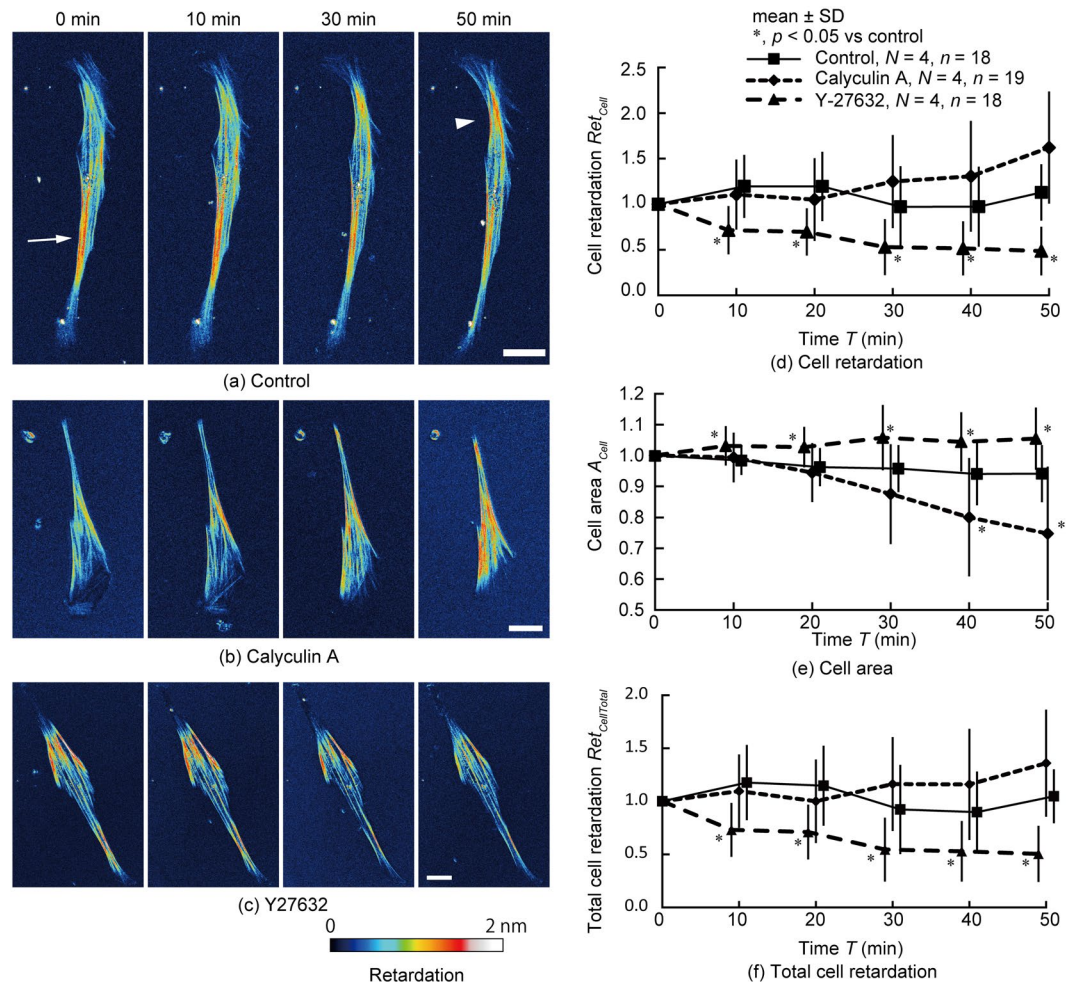 0 min 10 min 30 min 50 min
(a) Control
(b) Calyculin A
(c) Y27632
0 2 nm
Retardation
mean ± SD
*, p < 0.05 vs control
Control, N = 4, n = 18
Calyculin A, N = 4, n = 19
Y-27632, N = 4, n = 18
Cell retardation Ret_Cell
2.5
2.0
1.5
1.0
0.5
0.0
* * * * *
0 10 20 30 40 50
Time T (min)
(d) Cell retardation
Cell area A_Cell
1.2
1.1
1.0
0.9
0.8
0.7
0.6
0.5
* * * * *
* *
0 10 20 30 40 50
Time T (min)
(e) Cell area
Total cell retardation Ret_CellTotal
2.0
1.5
1.0
0.5
0.0
* * * * *
0 10 20 30 40 50
Time T (min)
(f) Total cell retardation